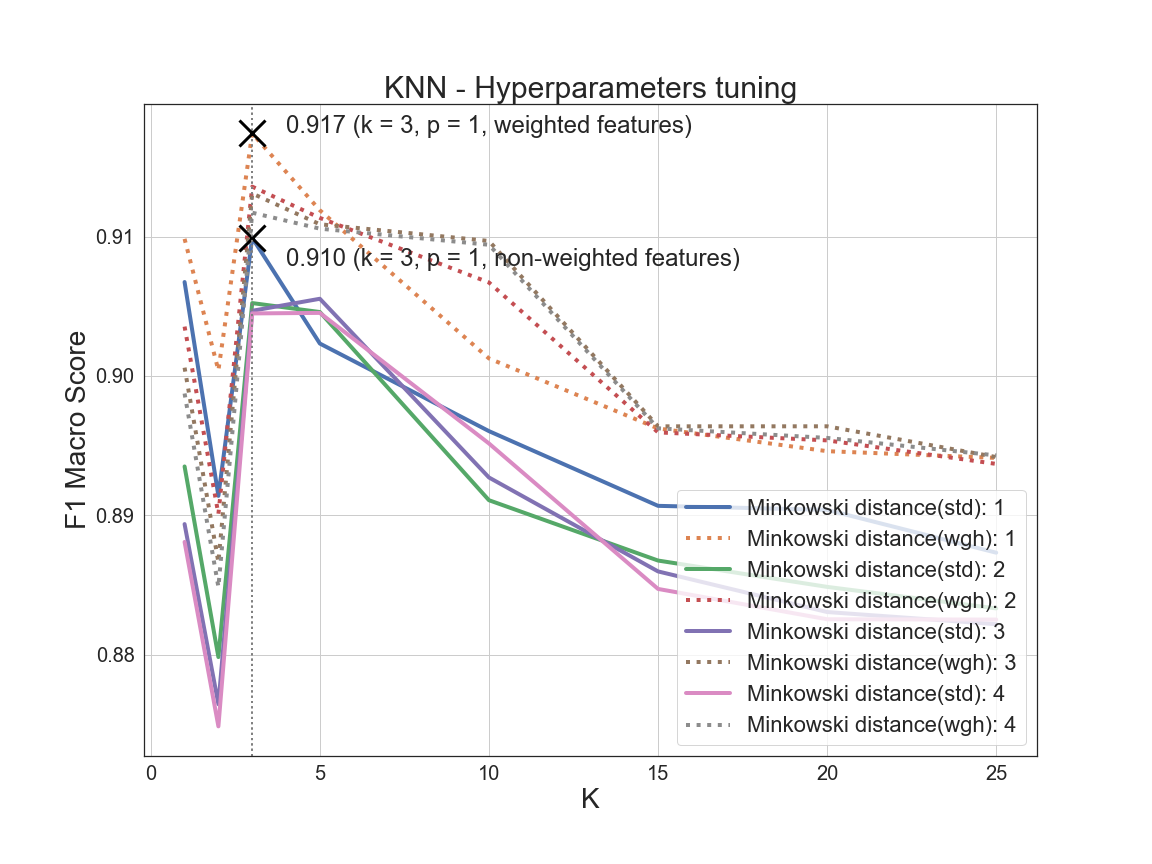 KNN - Hyperparameters tuning
0.917 (k = 3, p = 1, weighted features)
0.910 (k = 3, p = 1, non-weighted features)
F1 Macro Score
0.91
0.90
0.89
0.88
Minkowski distance(std): 1
Minkowski distance(wgh): 1
Minkowski distance(std): 2
Minkowski distance(wgh): 2
Minkowski distance(std): 3
Minkowski distance(wgh): 3
Minkowski distance(std): 4
Minkowski distance(wgh): 4
0 5 10 15 20 25
K